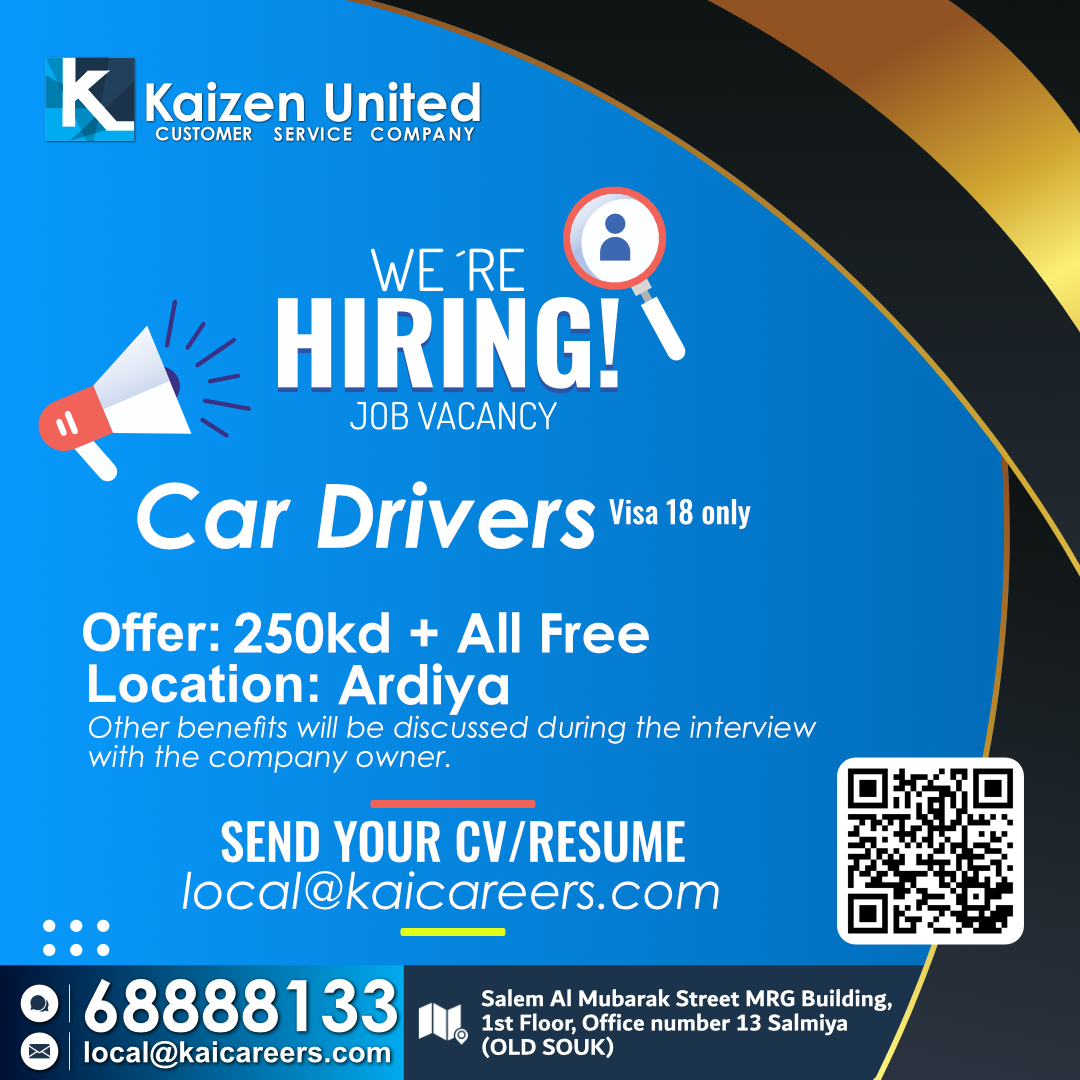 K Kaizen United
CUSTOMER SERVICE COMPANY
WE ´RE
HIRING!
JOB VACANCY
Car Drivers Visa 18 only
Offer: 250kd + All Free
Location: Ardiya
Other benefits will be discussed during the interview
with the company owner.
SEND YOUR CV/RESUME
local@kaicareers.com
68888133
local@kaicareers.com
Salem Al Mubarak Street MRG Building,
1st Floor, Office number 13 Salmiya
(OLD SOUK)